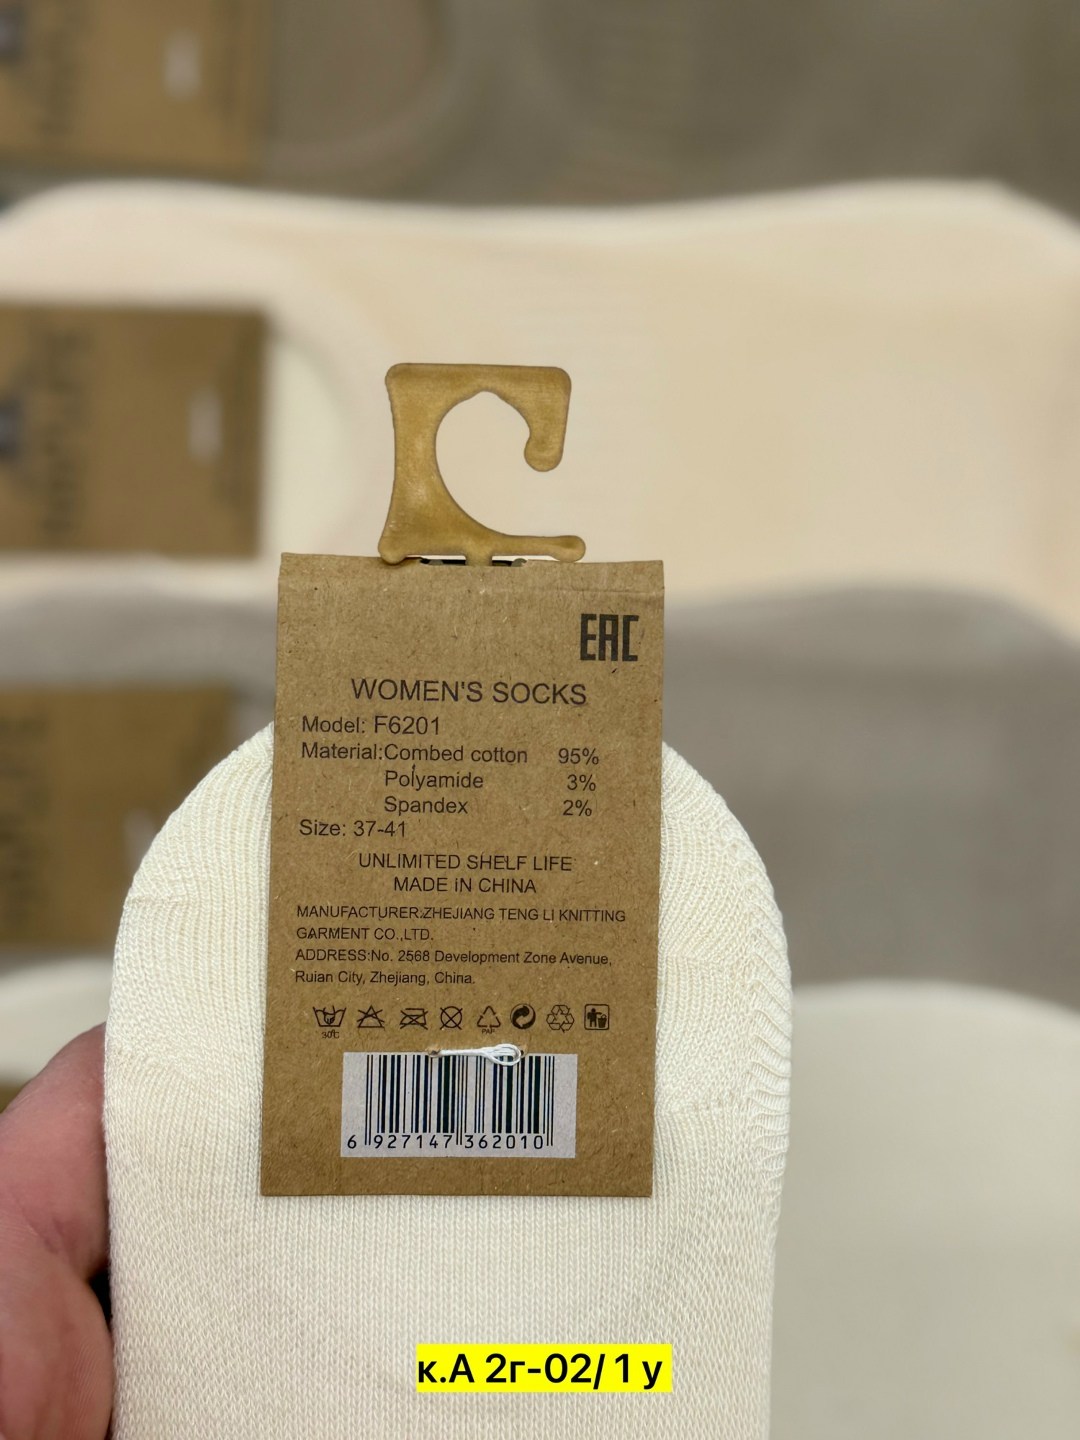 EAC
WOMEN'S SOCKS
Model: F6201
Material:Combed cotton 95%
Polyamide 3%
Spandex 2%
Size: 37-41
UNLIMITED SHELF LIFE
MADE IN CHINA
MANUFACTURER:ZHEJIANG TENG LI KNITTING
GARMENT CO.,LTD.
ADDRESS:No. 2568 Development Zone Avenue,
Ruian City, Zhejiang, China.
30°C
PAP
6 927147 362010
к.А 2г-02/ 1 у